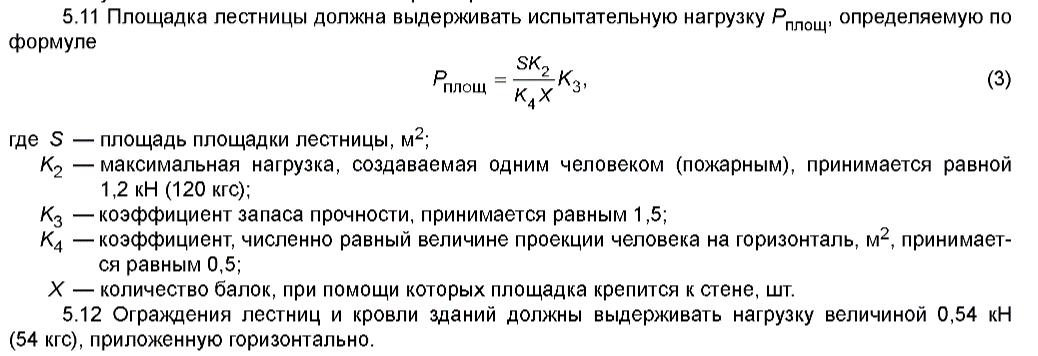 5.11 Площадка лестницы должна выдерживать испытательную нагрузку Pплощ, определяемую по
формуле
Pплощ = SK2/K4X K3, (3)
где S — площадь площадки лестницы, м2;
K2 — максимальная нагрузка, создаваемая одним человеком (пожарным), принимается равной
1,2 кН (120 кгс);
K3 — коэффициент запаса прочности, принимается равным 1,5;
K4 — коэффициент, численно равный величине проекции человека на горизонталь, м2, принимает-
ся равным 0,5;
X — количество балок, при помощи которых площадка крепится к стене, шт.
5.12 Ограждения лестниц и кровли зданий должны выдерживать нагрузку величиной 0,54 кН
(54 кгс), приложенную горизонтально.